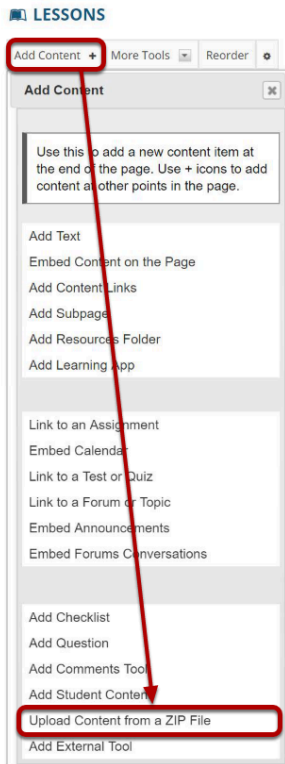 LESSONS
Add Content + More Tools Reorder
Add Content
Use this to add a new content item at
the end of the page. Use + icons to add
content at other points in the page.
Add Text
Embed Content on the Page
Add Content Links
Add Subpage
Add Resources Folder
Add Learning App
Link to an Assignment
Embed Calendar
Link to a Test or Quiz
Link to a Forum or Topic
Embed Announcements
Embed Forums Conversations
Add Checklist
Add Question
Add Comments Tool
Add Student Content
Upload Content from a ZIP File
Add External Tool